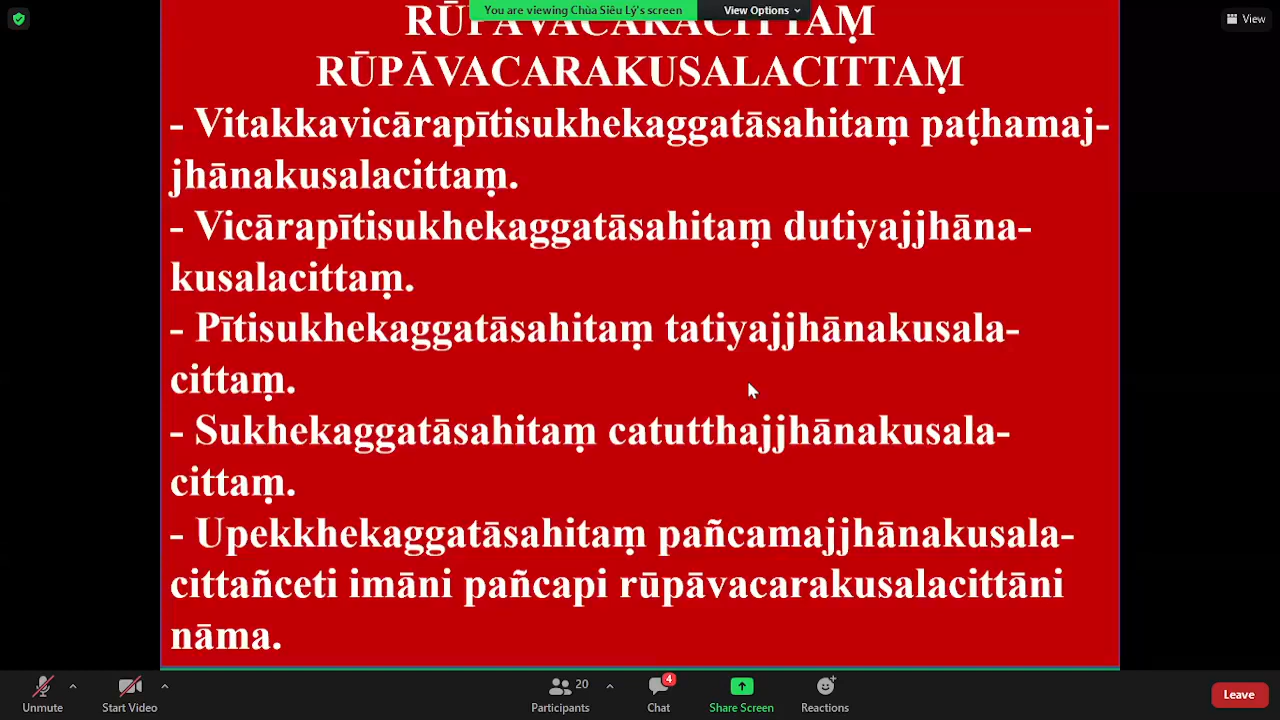 You are viewing Chùa Siêu Lý's screen
View Options
View
RŪPĀVACARACITTAṂ
RŪPĀVACARAKUSALACITTAṂ
- Vitakkavicārapītisukhekaggatāsahitaṃ paṭhamaj-
jhānakusalacittaṃ.
- Vicārapītisukhekaggatāsahitaṃ dutiyajjhāna-
kusalacittaṃ.
- Pītisukhekaggatāsahitaṃ tatiyajjhānakusala-
cittaṃ.
- Sukhekaggatāsahitaṃ catutthajjhānakusala-
cittaṃ.
- Upekkhekaggatāsahitaṃ pañcamajjhānakusala-
cittañceti imāni pañcapi rūpāvacarakusalacittāni
nāma.
20
4
Unmute
Start Video
Participants
Chat
Share Screen
Reactions
Leave